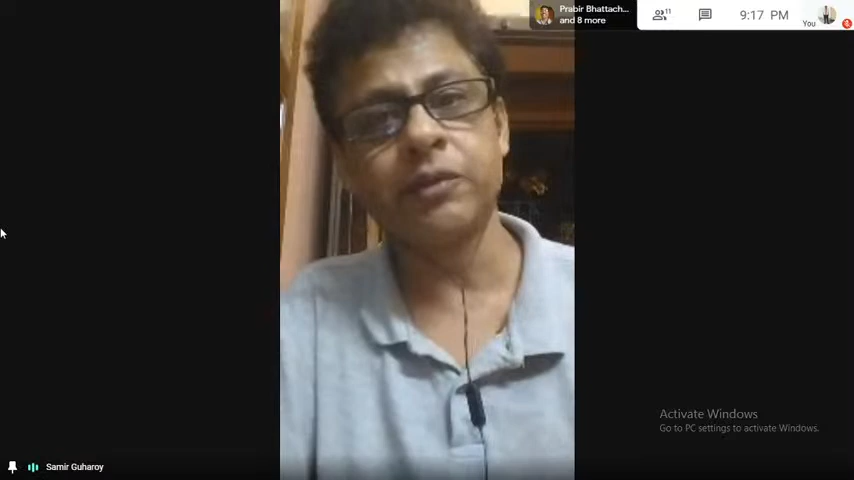 Prabir Bhattach...
and 8 more
11
9:17 PM
You
Activate Windows
Go to PC settings to activate Windows.
Samir Guharoy